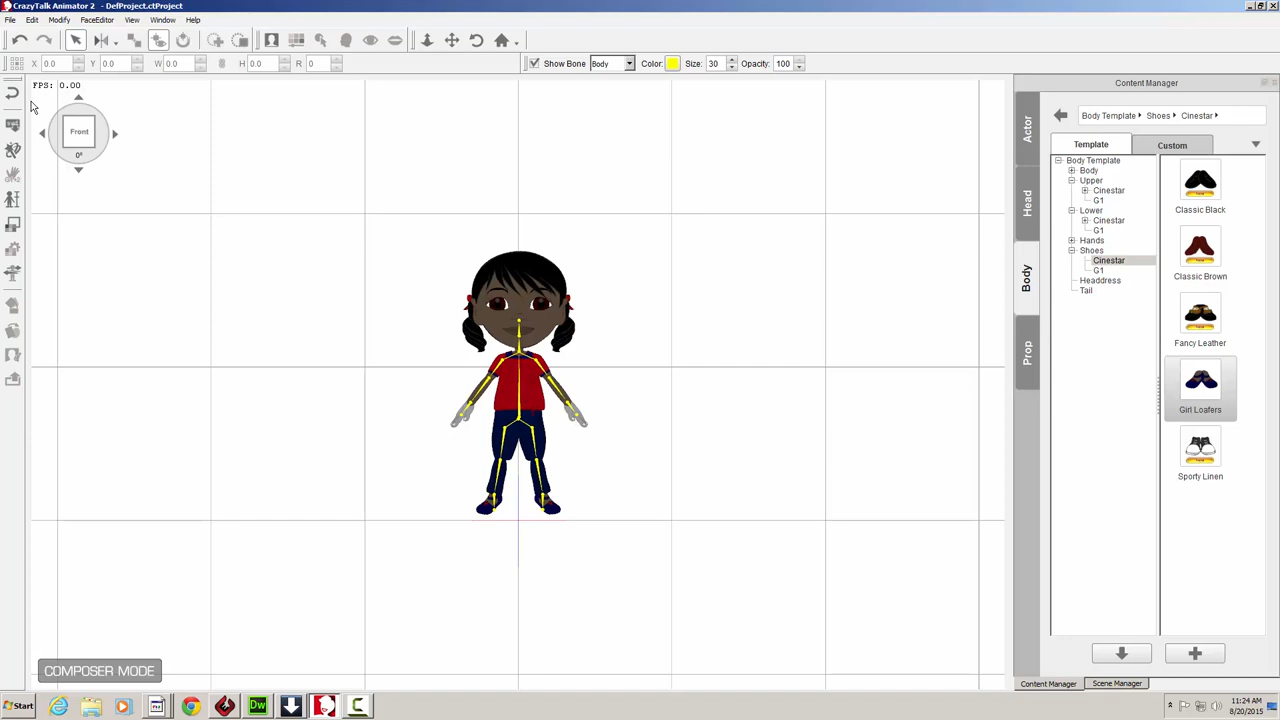 CrazyTalk Animator 2 - DefProject.ctProject
File Edit Modify FaceEditor View Window Help
X 0.0 Y 0.0 W 0.0 H 0.0 R 0 Show Bone Body Color: Size: 30 Opacity: 100
FPS: 0.00
Front
0°
Content Manager
Body Template Shoes Cinestar
Template Custom
Actor
Head
Body
Prop
Body Template
Body
Upper
Cinestar
G1
Lower
Cinestar
G1
Hands
Shoes
Cinestar
G1
Headdress
Tail
Classic Black
Classic Brown
Fancy Leather
Girl Loafers
Sporty Linen
COMPOSER MODE
Content Manager Scene Manager
Start
Dw
11:24 AM
8/20/2015